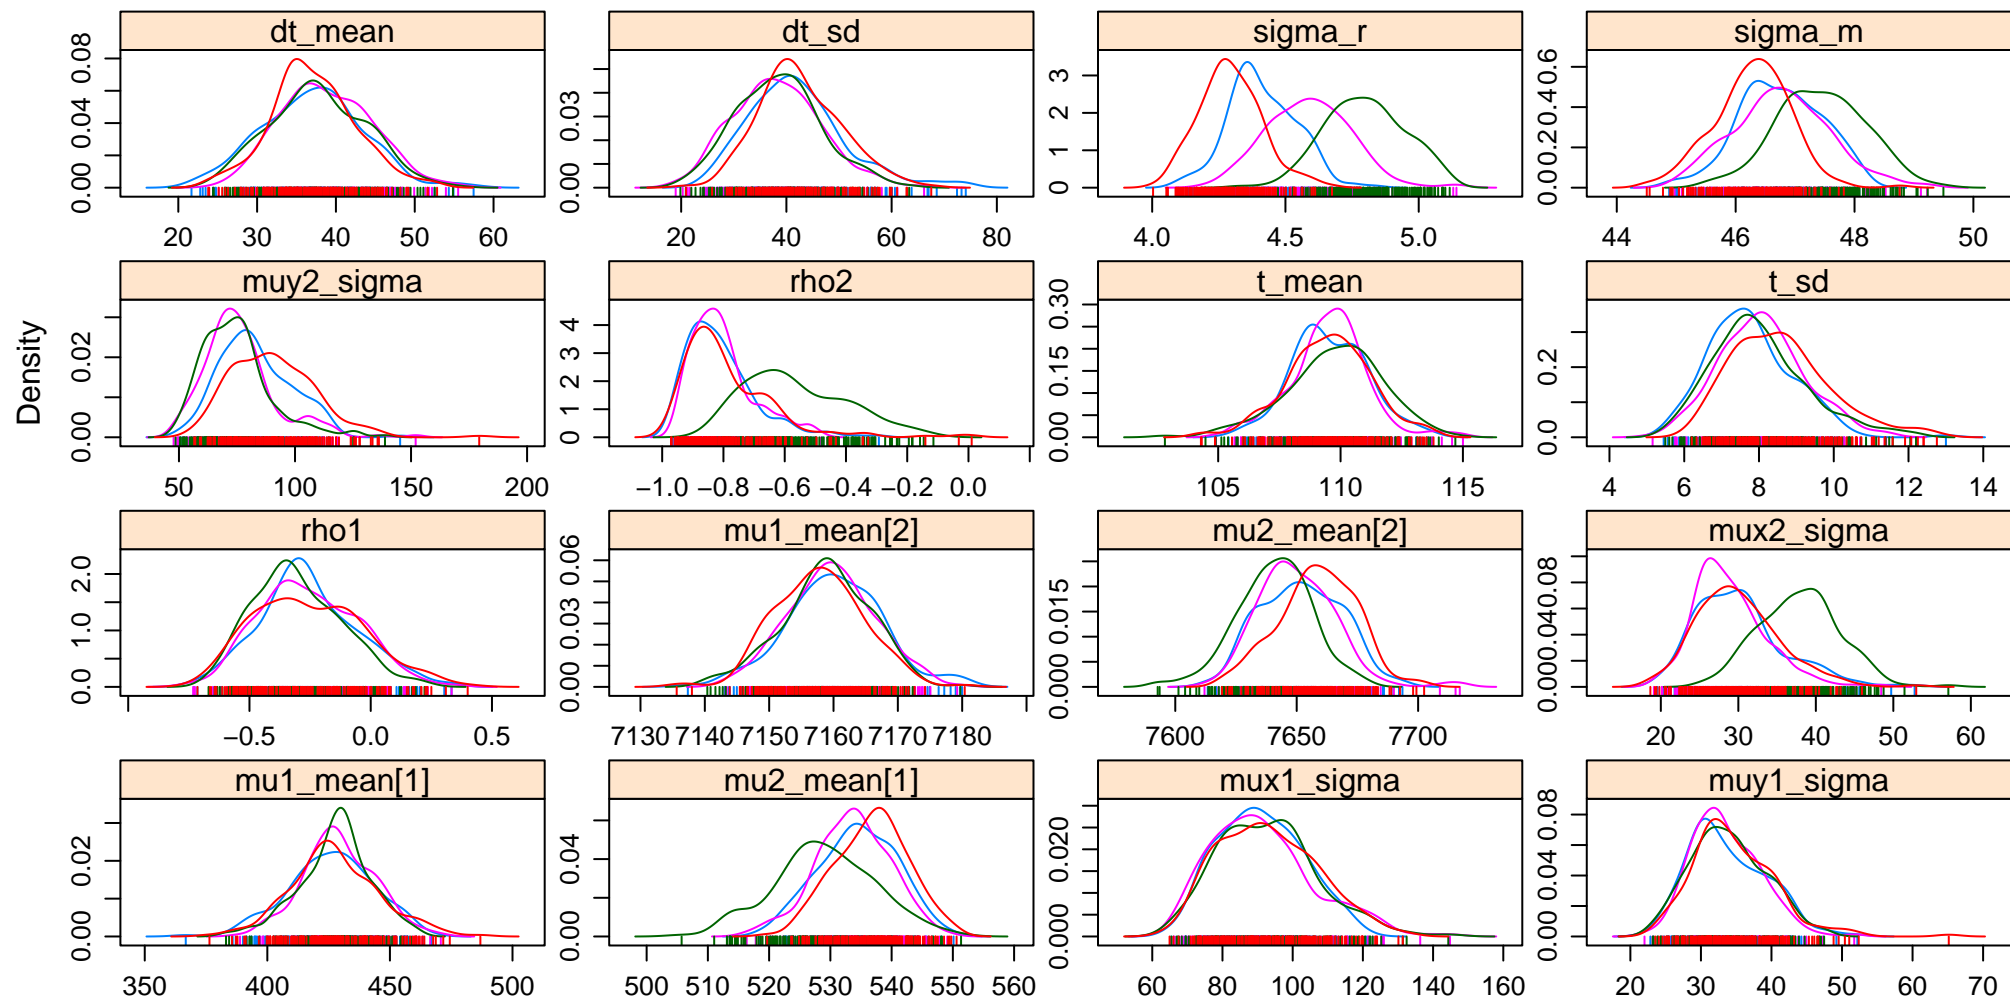 dt_mean dt_sd sigma_r sigma_m
0.00 0.04 0.08 0.00 0.03 0 1 2 3 0.0 0.2 0.4 0.6
20 30 40 50 60 20 40 60 80 4.0 4.5 5.0 44 46 48 50
muy2_sigma rho2 t_mean t_sd
Density
0.00 0.02 0 1 2 3 4 0.00 0.15 0.30 0.0 0.2
50 100 150 200 −1.0 −0.8 −0.6 −0.4 −0.2 0.0 105 110 115 4 6 8 10 12 14
rho1 mu1_mean[2] mu2_mean[2] mux2_sigma
0.0 1.0 2.0 0.00 0.03 0.06 0.000 0.015 0.00 0.04 0.08
−0.5 0.0 0.5 7130 7140 7150 7160 7170 7180 7600 7650 7700 20 30 40 50 60
mu1_mean[1] mu2_mean[1] mux1_sigma muy1_sigma
0.00 0.02 0.00 0.04 0.000 0.020 0.00 0.04 0.08
350 400 450 500 500 510 520 530 540 550 560 60 80 100 120 140 160 20 30 40 50 60 70